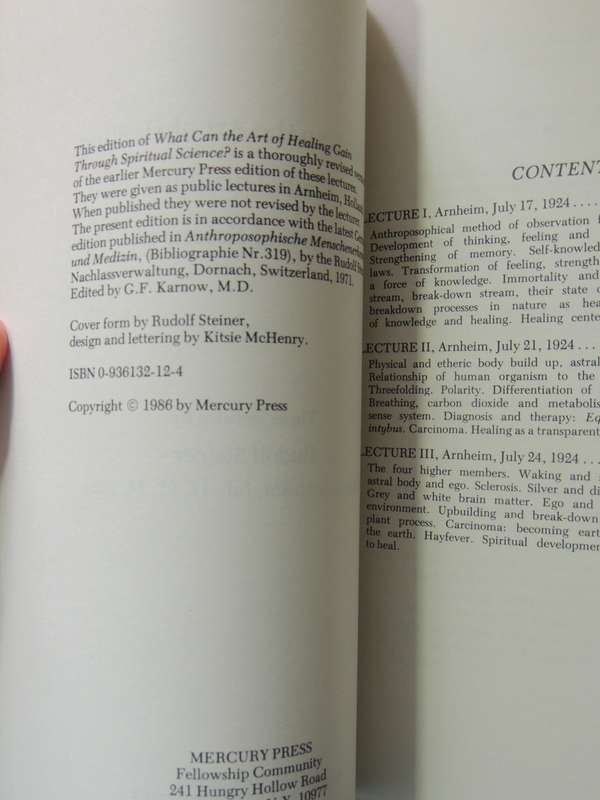 This edition of What Can the Art of Healing Gain
Through Spiritual Science? is a thoroughly revised
of the earlier Mercury Press edition of these lectures.
They were given as public lectures in Arnheim,
When published they were not revised by the lecturer.
The present edition is in accordance with the latest
edition published in Anthroposophische
und Medizin, (Bibliographie Nr.319), by the Rudolf
Nachlassverwaltung, Dornach, Switzerland, 1971.
Edited by G.F. Karnow, M.D.
Cover form by Rudolf Steiner,
design and lettering by Kitsie McHenry.
ISBN 0-936132-12-4
Copyright © 1986 by Mercury Press
MERCURY PRESS
Fellowship Community
241 Hungry Hollow Road
N.Y. 10977
CONTENT
LECTURE I, Arnheim, July 17, 1924 . . . .
Anthroposophical method of observation
Development of thinking, feeling and
Strengthening of memory. Self-knowled
laws. Transformation of feeling, strength
a force of knowledge. Immortality and
stream, break-down stream, their state
breakdown processes in nature as
of knowledge and healing. Healing cente
LECTURE II, Arnheim, July 21, 1924 . . .
Physical and etheric body build up, astral
Relationship of human organism to the
Threefolding. Polarity. Differentiation of
Breathing, carbon dioxide and metabolis
sense system. Diagnosis and therapy: Eq
intybus. Carcinoma. Healing as a transparent
LECTURE III, Arnheim, July 24, 1924 . . .
The four higher members. Waking and
astral body and ego. Sclerosis. Silver and di
Grey and white brain matter. Ego and
environment. Upbuilding and break-down
plant process. Carcinoma: becoming eart
the earth. Hayfever. Spiritual developmen
to heal.